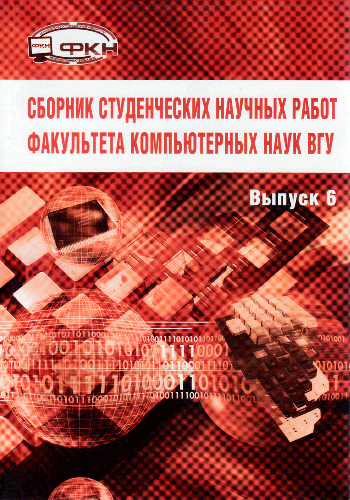 ФКН ФКН
СБОРНИК СТУДЕНЧЕСКИХ НАУЧНЫХ РАБОТ
ФАКУЛЬТЕТА КОМПЬЮТЕРНЫХ НАУК ВГУ
Выпуск 6